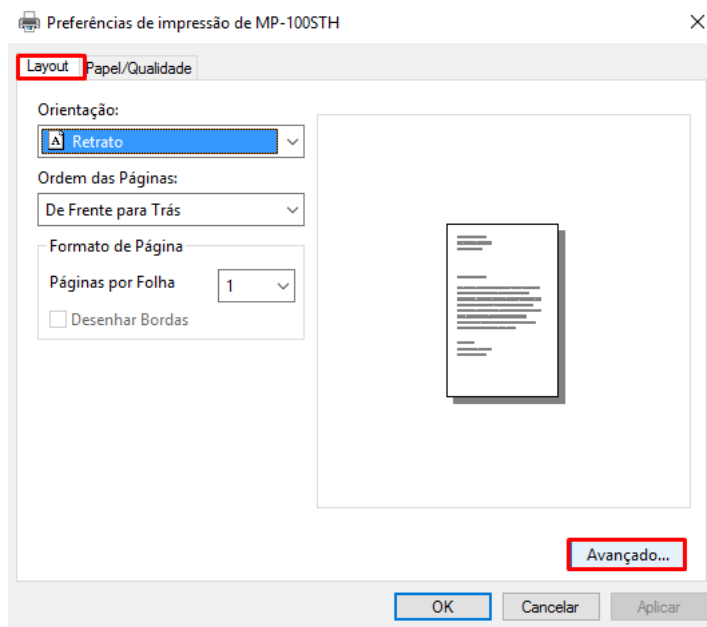 Preferências de impressão de MP-100STH
Layout Papel/Qualidade
Orientação:
A Retrato
Ordem das Páginas:
De Frente para Trás
Formato de Página
Páginas por Folha 1
Desenhar Bordas
Avançado...
OK Cancelar Aplicar